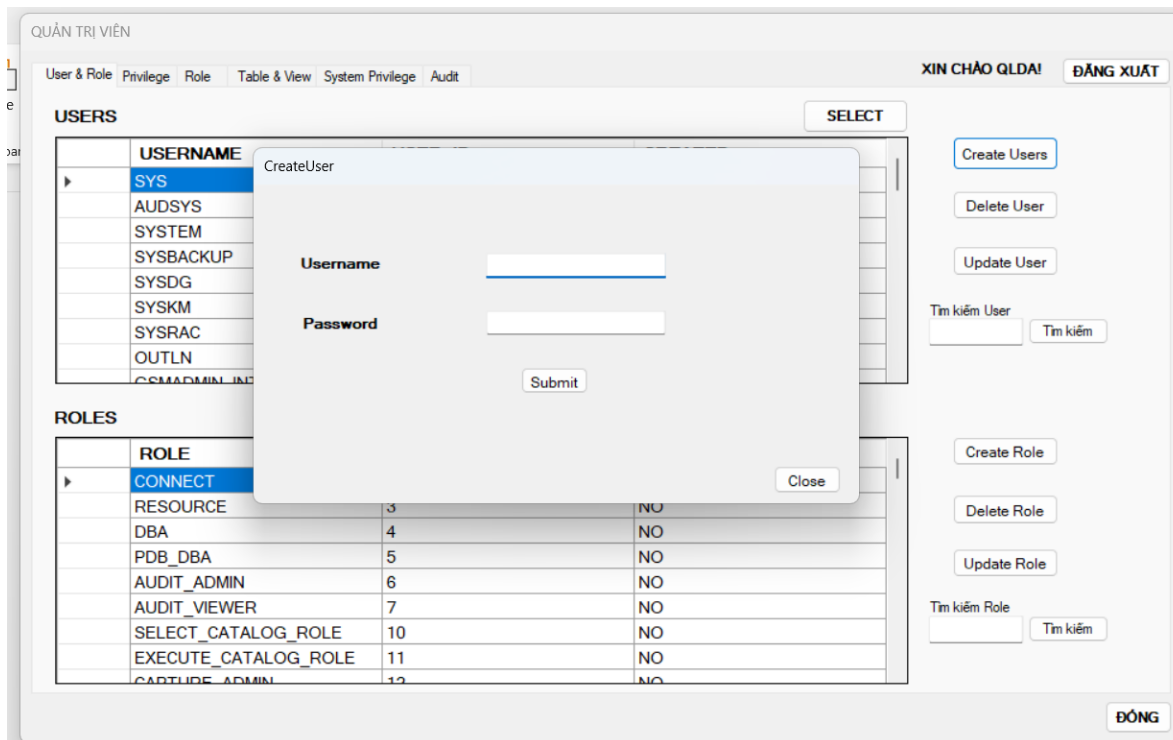 QUẢN TRỊ VIÊN
User & Role Privilege Role Table & View System Privilege Audit
XIN CHÀO QLDA!
ĐĂNG XUẤT
USERS
SELECT
USERNAME
SYS
AUDSYS
SYSTEM
SYSBACKUP
SYSDG
SYSKM
SYSRAC
OUTLN
CreateUser
Username
Password
Submit
Close
Create Users
Delete User
Update User
Tìm kiếm User
Tìm kiếm
ROLES
ROLE
CONNECT
RESOURCE 3 NO
DBA 4 NO
PDB_DBA 5 NO
AUDIT_ADMIN 6 NO
AUDIT_VIEWER 7 NO
SELECT_CATALOG_ROLE 10 NO
EXECUTE_CATALOG_ROLE 11 NO
CAPTURE_ADMIN 12 NO
Create Role
Delete Role
Update Role
Tìm kiếm Role
Tìm kiếm
ĐÓNG